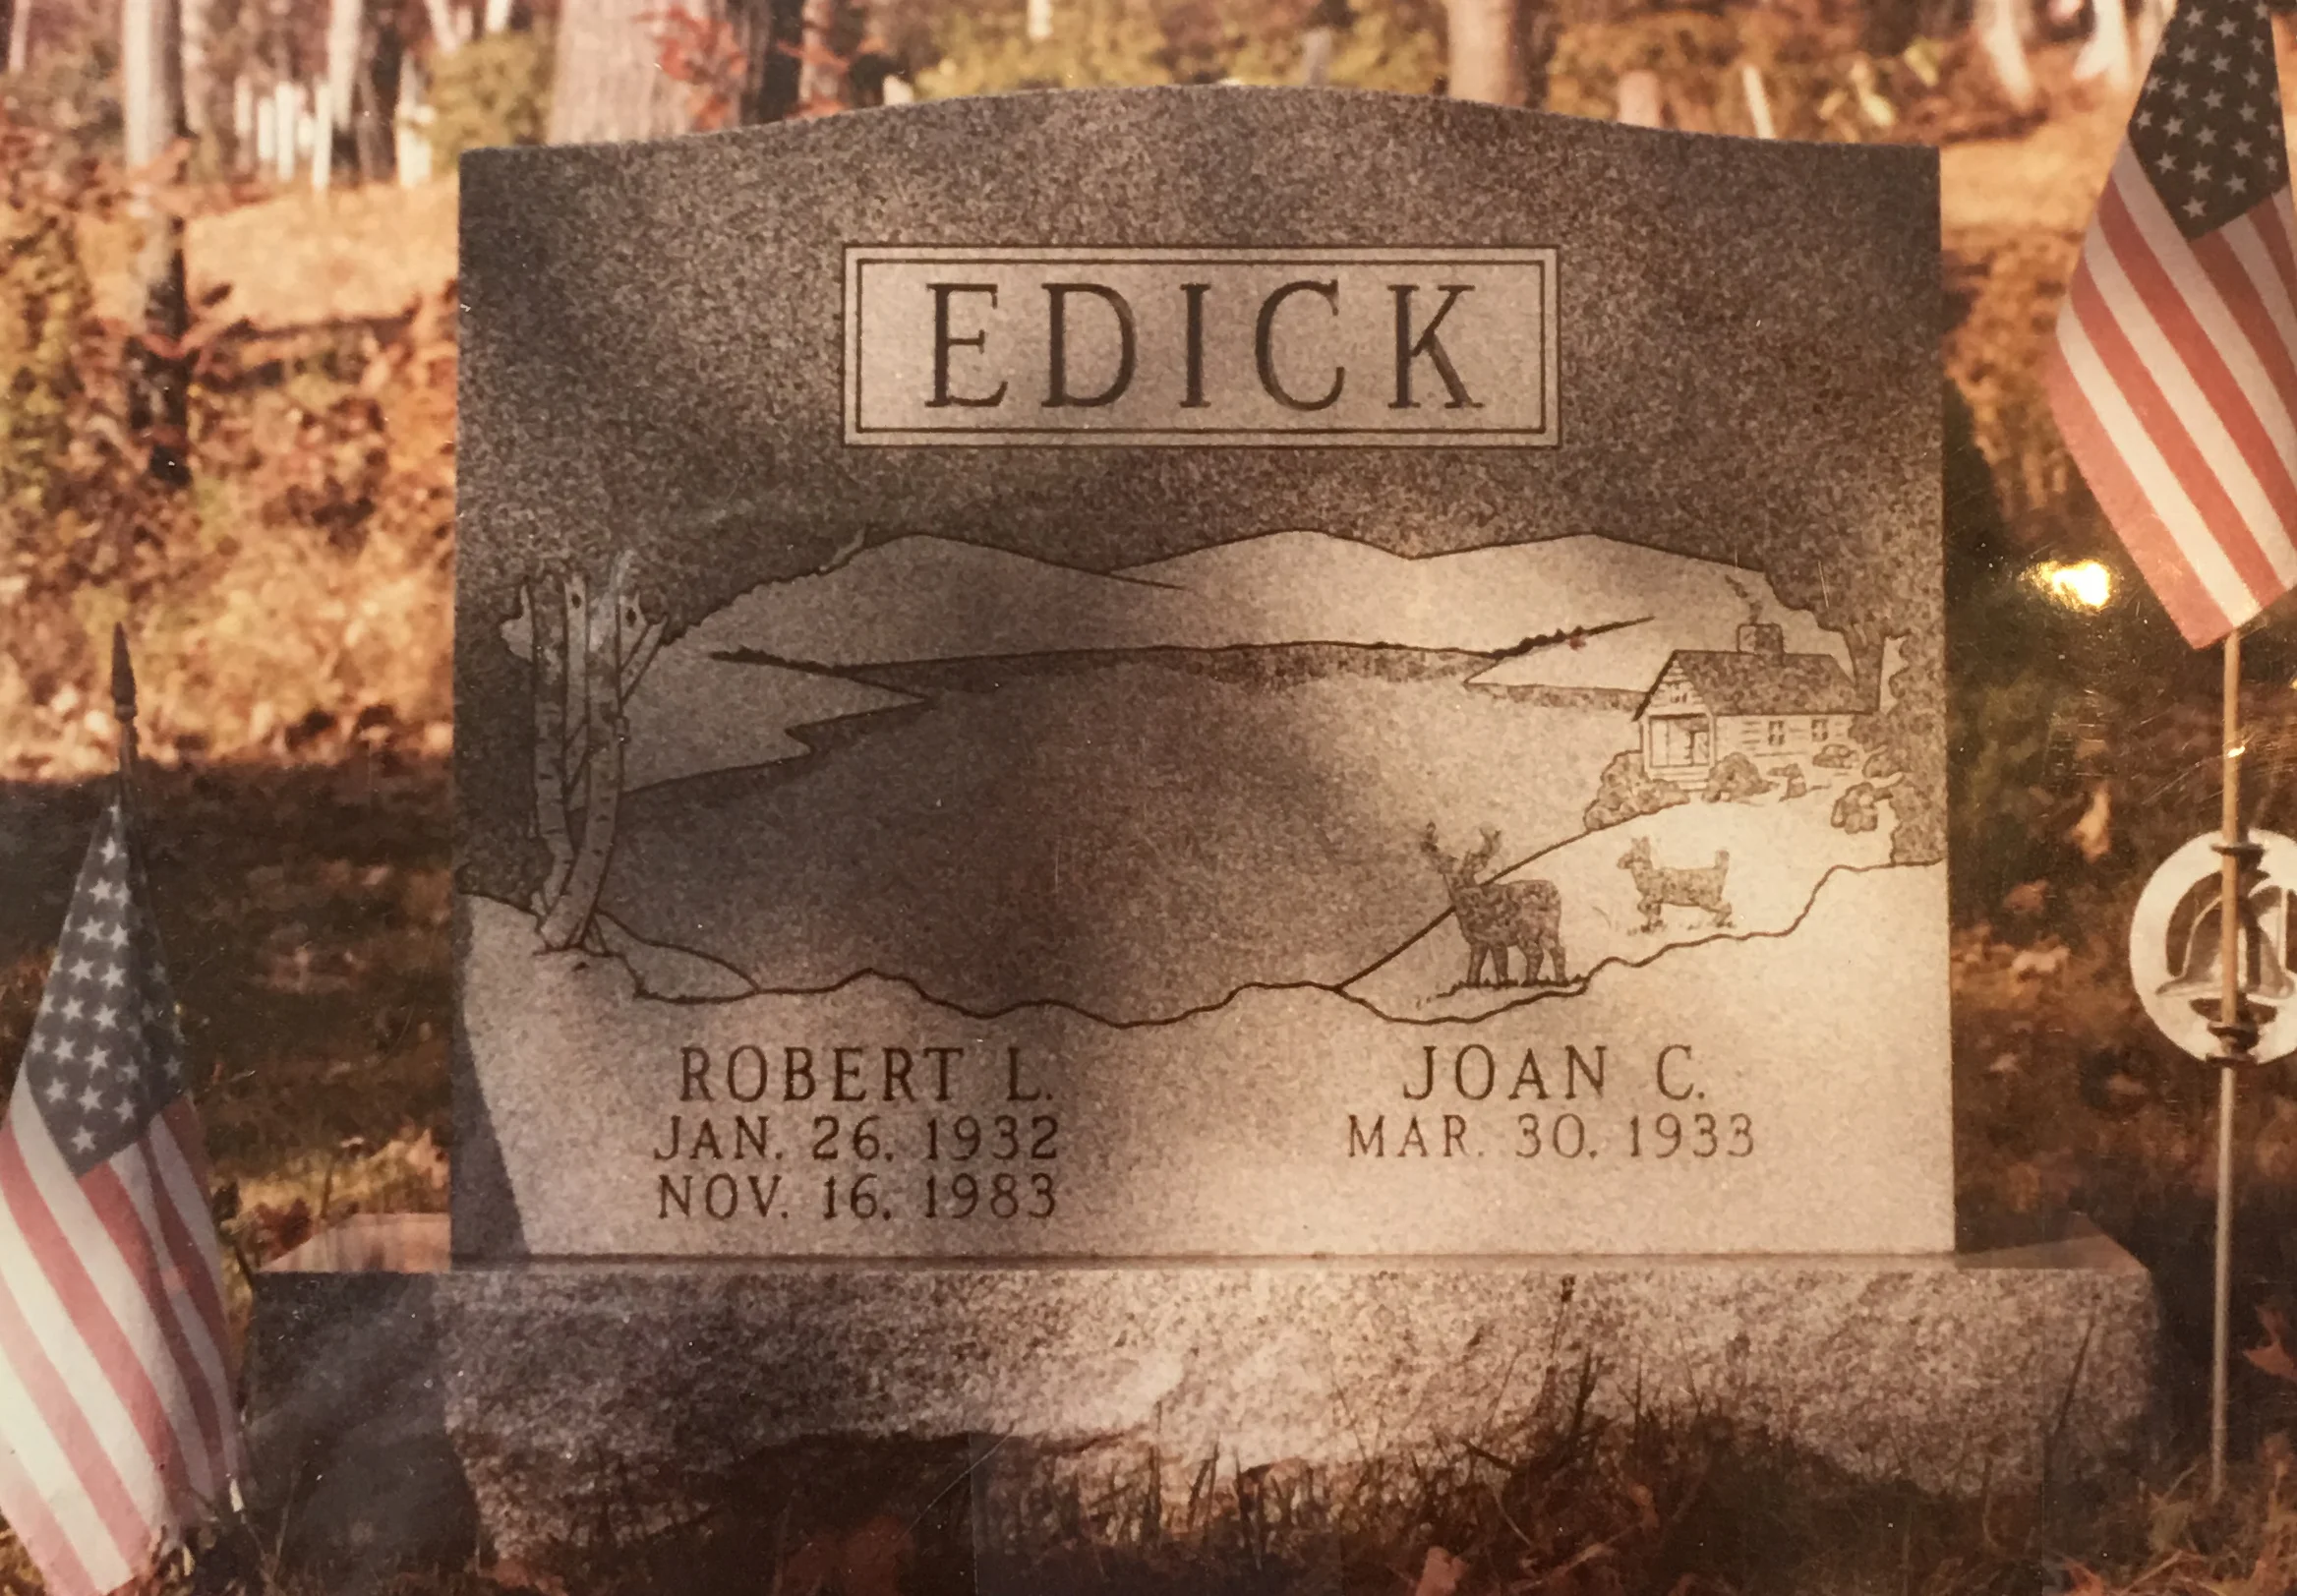 EDICK
ROBERT L.
JAN. 26, 1932
NOV. 16, 1983
JOAN C.
MAR. 30, 1933